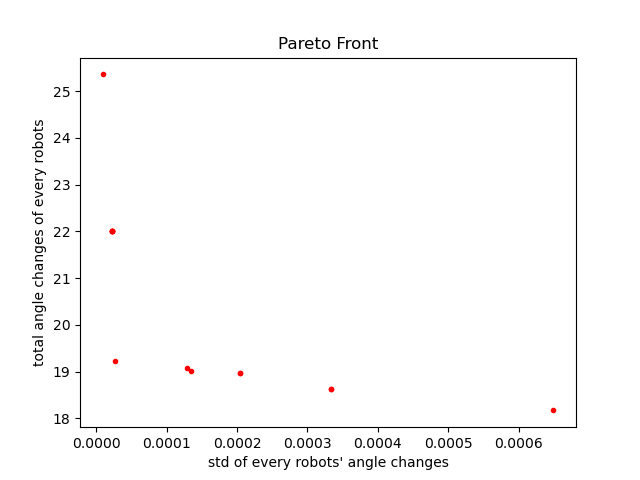 Pareto Front
total angle changes of every robots
25
24
23
22
21
20
19
18
0.0000 0.0001 0.0002 0.0003 0.0004 0.0005 0.0006
std of every robots' angle changes